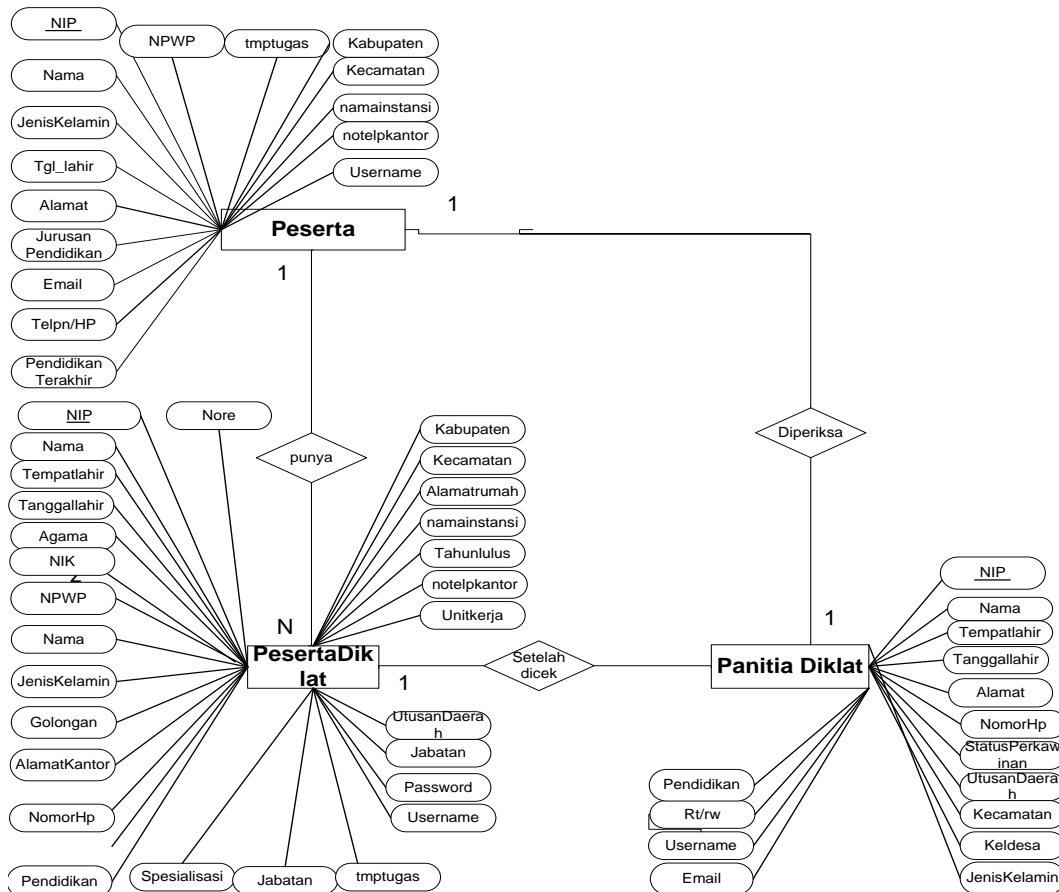 NIP
NPWP
tmptugas
Kabupaten
Nama
Kecamatan
JenisKelamin
namainstansi
notelpkantor
Tgl_lahir
Username
Alamat
1
Peserta
Jurusan
Pendidikan
1
Email
Telpn/HP
Pendidikan
Terakhir
NIP
Nore
Kabupaten
Diperiksa
Nama
punya
Kecamatan
Tempatlahir
Alamatrumah
Tanggallahir
namainstansi
Agama
Tahunlulus
NIK
notelpkantor
NPWP
Unitkerja
NIP
Nama
N
1
Nama
Tempatlahir
PesertaDik
lat
Setelah
dicek
Panitia Diklat
Tanggallahir
JenisKelamin
1
Alamat
Golongan
UtusanDaera
h
NomorHp
Jabatan
StatusPerkaw
inan
AlamatKantor
Password
Pendidikan
UtusanDaera
h
NomorHp
Username
Rt/rw
Kecamatan
Username
Keldesa
Pendidikan
Spesialisasi
Jabatan
tmptugas
Email
JenisKelamin